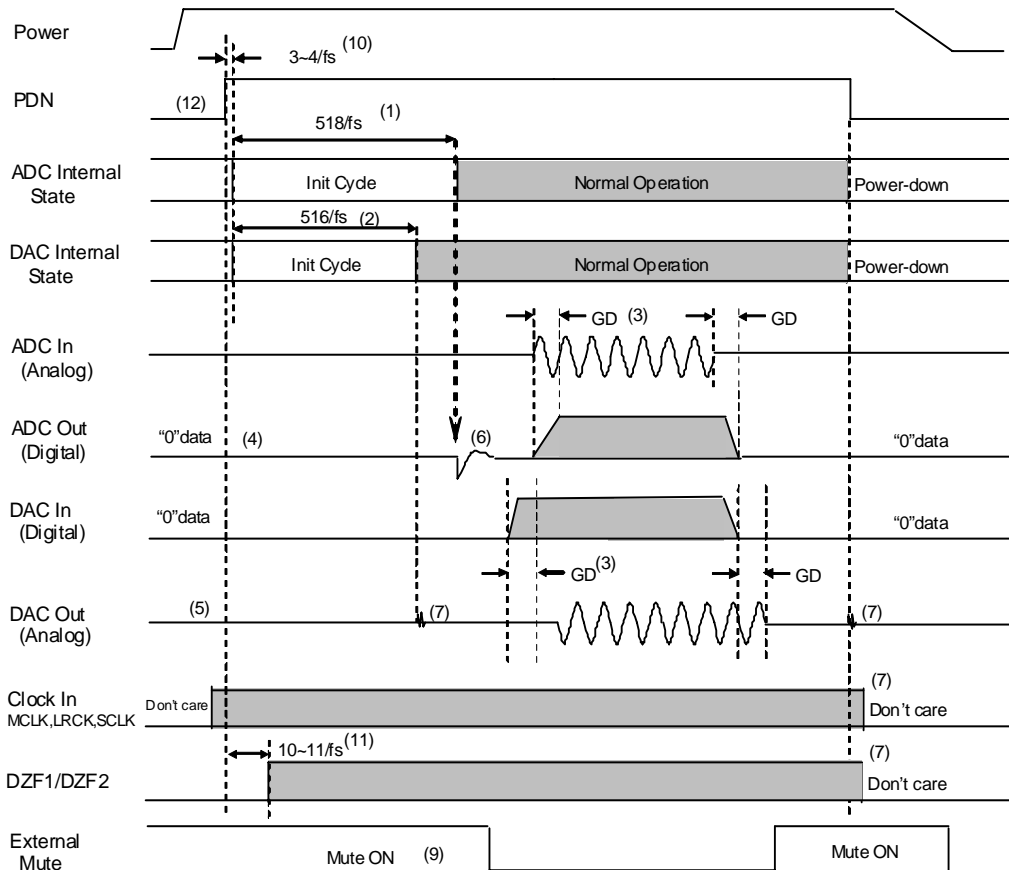 Power
3~4/fs (10)
PDN
(12)
518/fs (1)
ADC Internal
State
Init Cycle
Normal Operation
Power-down
516/fs (2)
DAC Internal
State
Init Cycle
Normal Operation
Power-down
GD (3)
GD
ADC In
(Analog)
ADC Out
(Digital)
“0”data
(4)
(6)
“0”data
DAC In
(Digital)
“0”data
“0”data
GD (3)
GD
DAC Out
(Analog)
(5)
(7)
(7)
Clock In
MCLK,LRCK,SCLK
Don’t care
(7)
Don’t care
10~11/fs (11)
DZF1/DZF2
(7)
Don’t care
External
Mute
Mute ON (9)
Mute ON